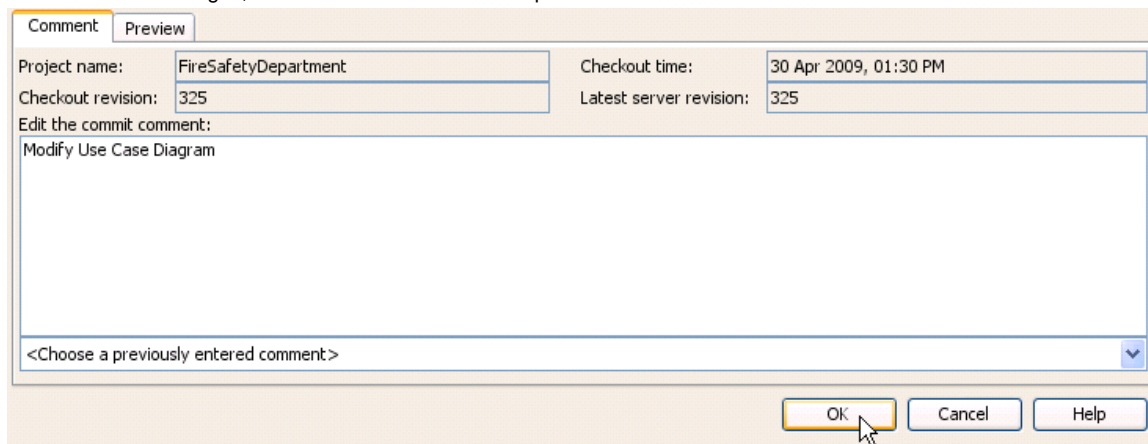 Comment Preview
Project name: FireSafetyDepartment Checkout time: 30 Apr 2009, 01:30 PM
Checkout revision: 325 Latest server revision: 325
Edit the commit comment:
Modify Use Case Diagram
<Choose a previously entered comment>
OK Cancel Help